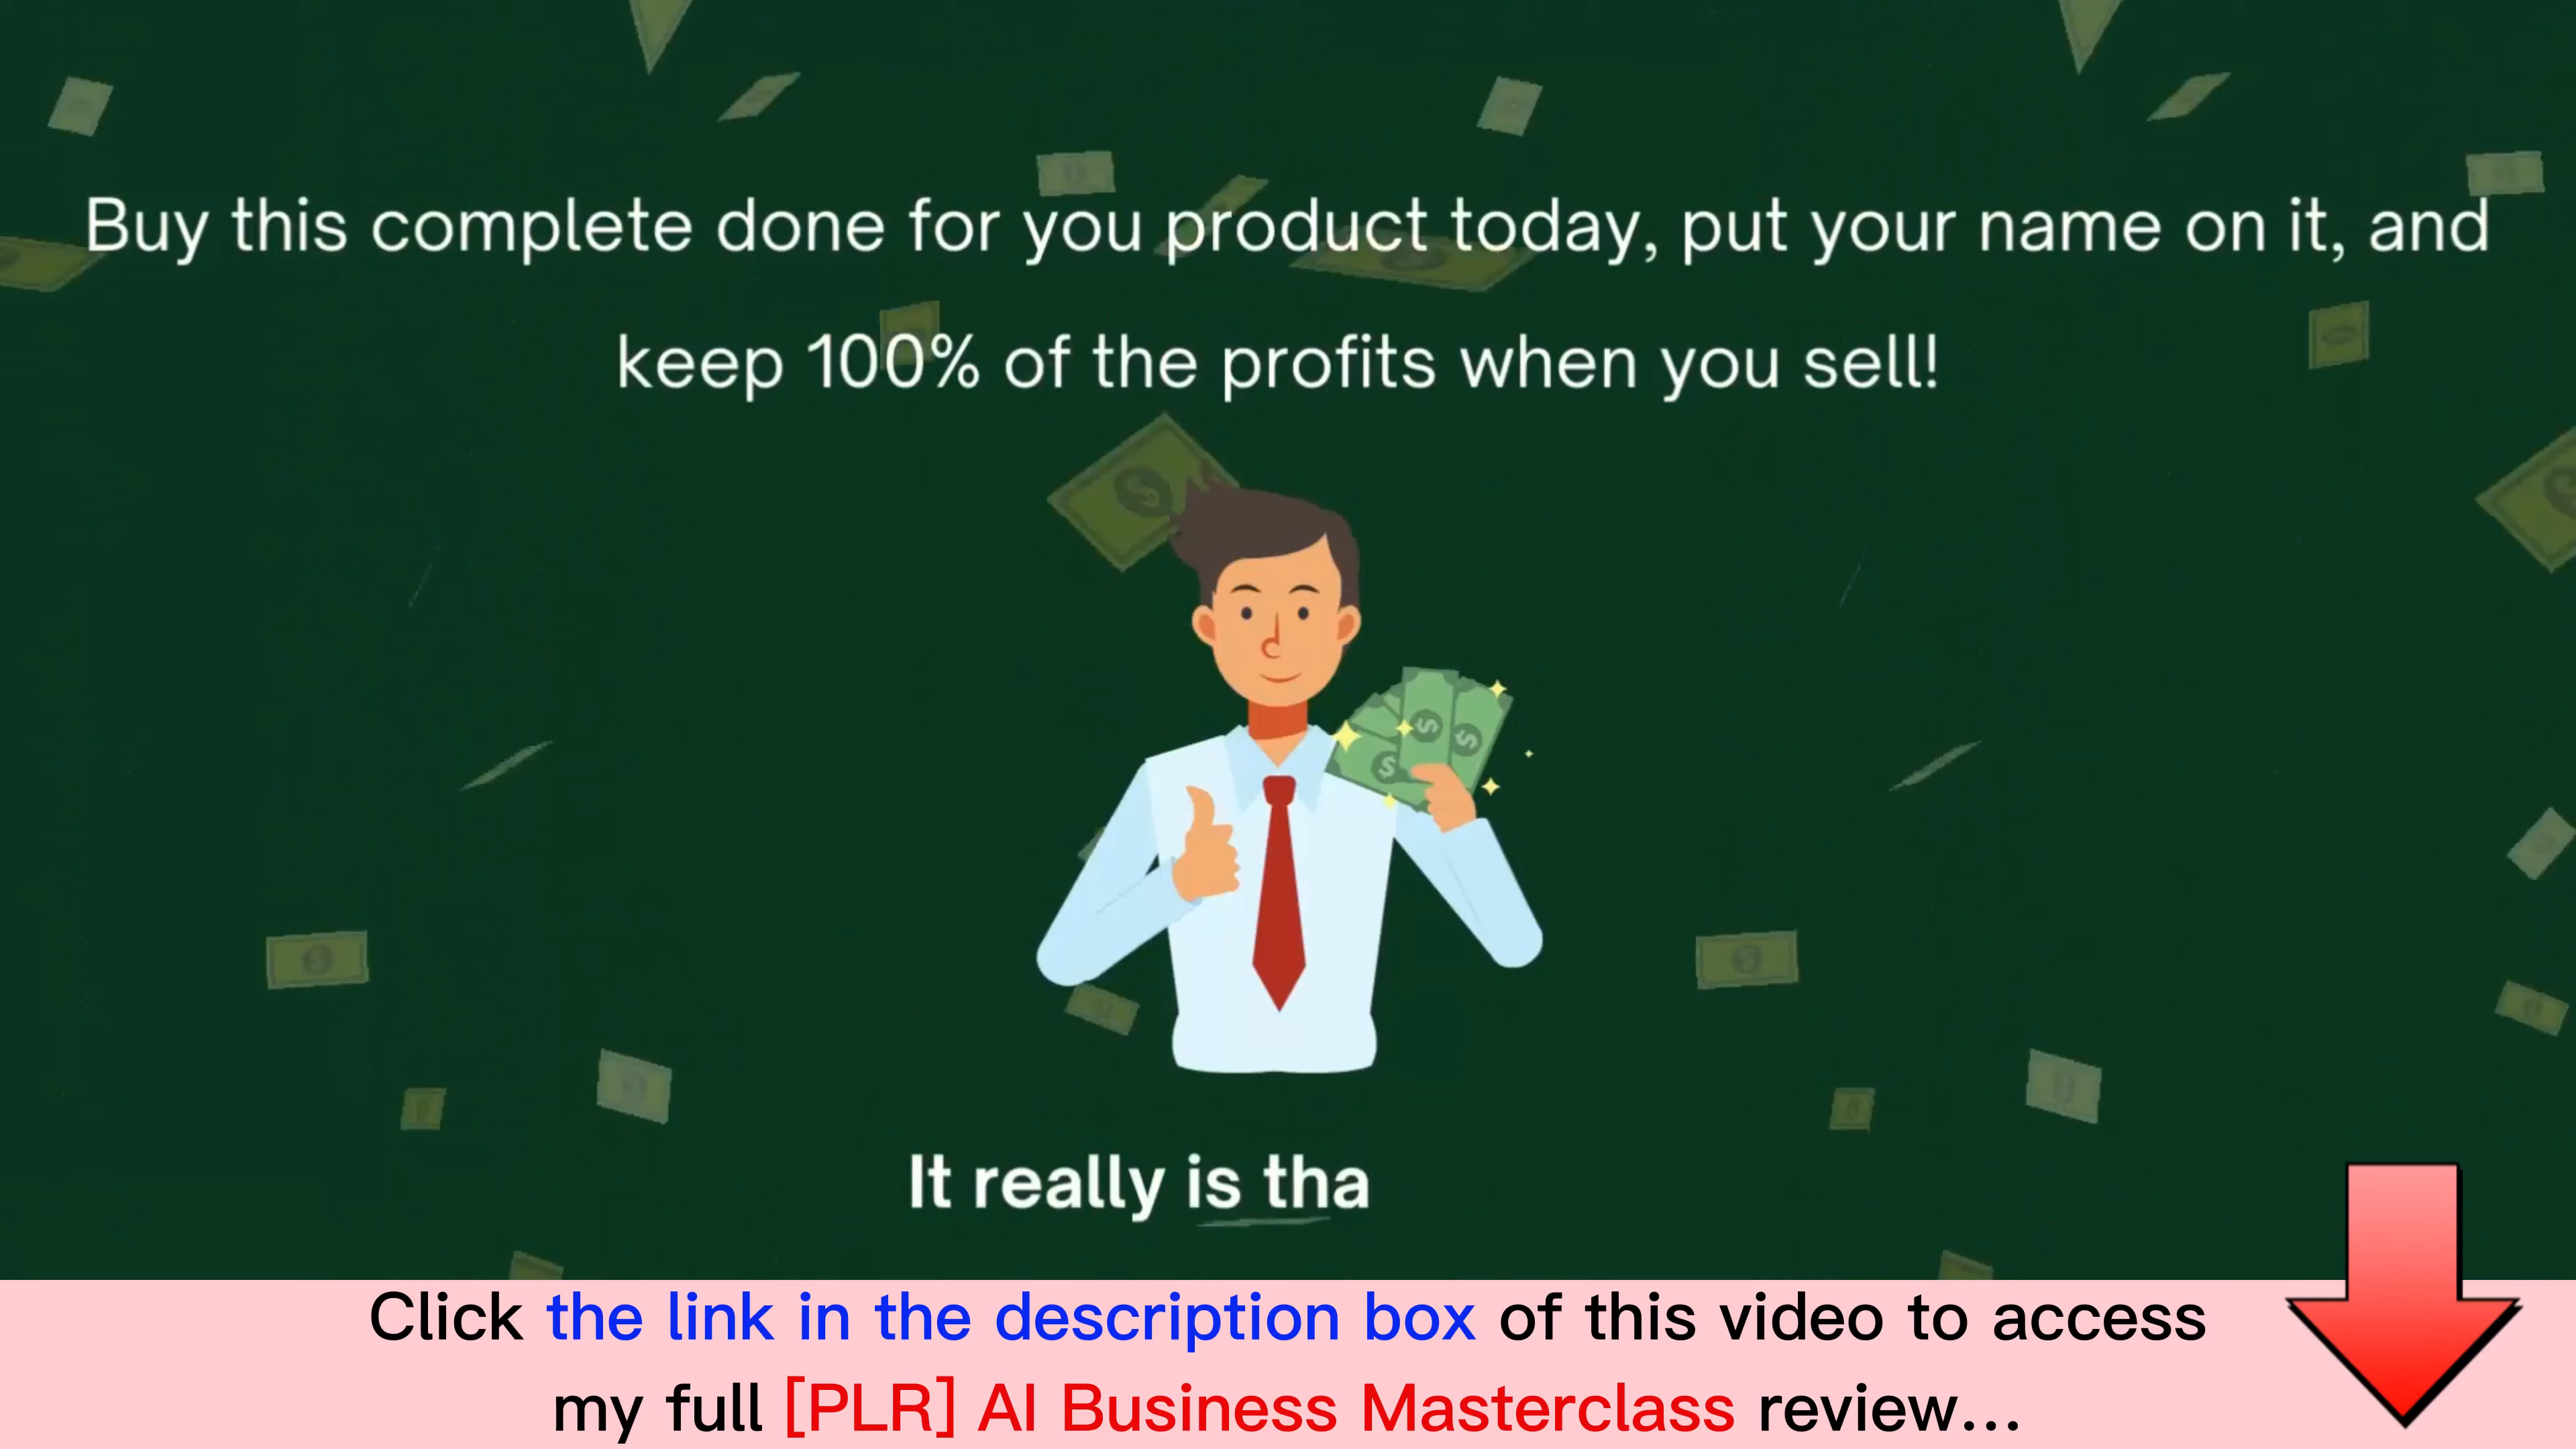 Buy this complete done for you product today, put your name on it, and
keep 100% of the profits when you sell!
It really is tha
Click the link in the description box of this video to access
my full [PLR] AI Business Masterclass review...